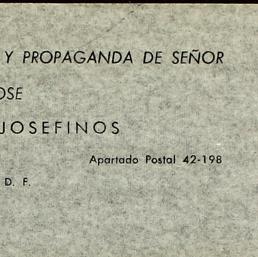 Y PROPAGANDA DE SEÑOR
OSE
JOSEFINOS
Apartado Postal 42-198
D. F.